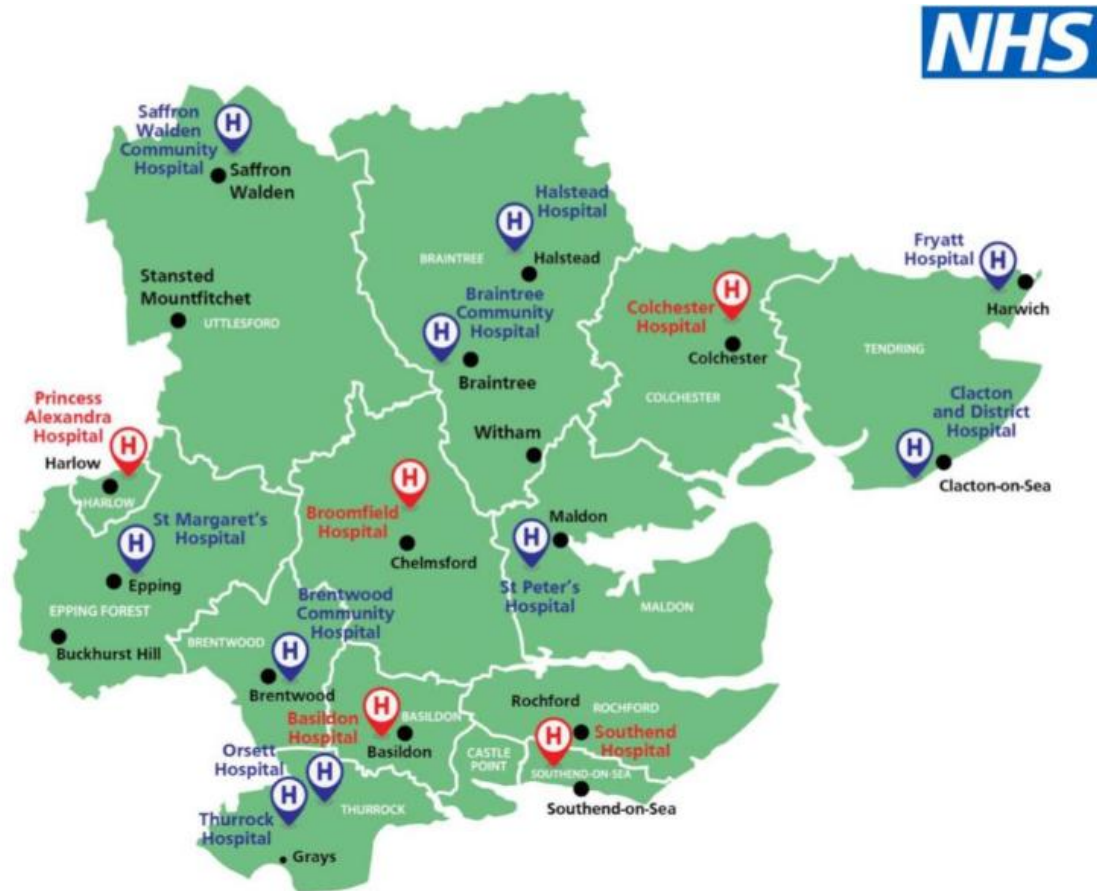 NHS
Saffron
Walden
Community
Hospital
H
Saffron
Walden
Halstead
Hospital
H
BRAINTREE
Halstead
Fryatt
Hospital
H
Harwich
Stansted
Mountfitchet
UTTLESFORD
Braintree
Community
Hospital
H
Braintree
Colchester
Hospital
H
Colchester
COLCHESTER
TENDRING
Clacton
and District
Hospital
H
Clacton-on-Sea
Princess
Alexandra
Hospital
H
Harlow
HARLOW
Witham
Broomfield
Hospital
H
Chelmsford
St Margaret's
Hospital
H
Epping
EPPING FOREST
Buckhurst Hill
Maldon
H
St Peter's
Hospital
MALDON
Brentwood
Community
Hospital
BRENTWOOD
H
Brentwood
Basildon
Hospital
H
BASILDON
Basildon
Rochford
ROCHFORD
Southend
Hospital
H
CASTLE
POINT
SOUTHEND-ON-SEA
Southend-on-Sea
Orsett
Hospital
H
THURROCK
Thurrock
Hospital
H
Grays